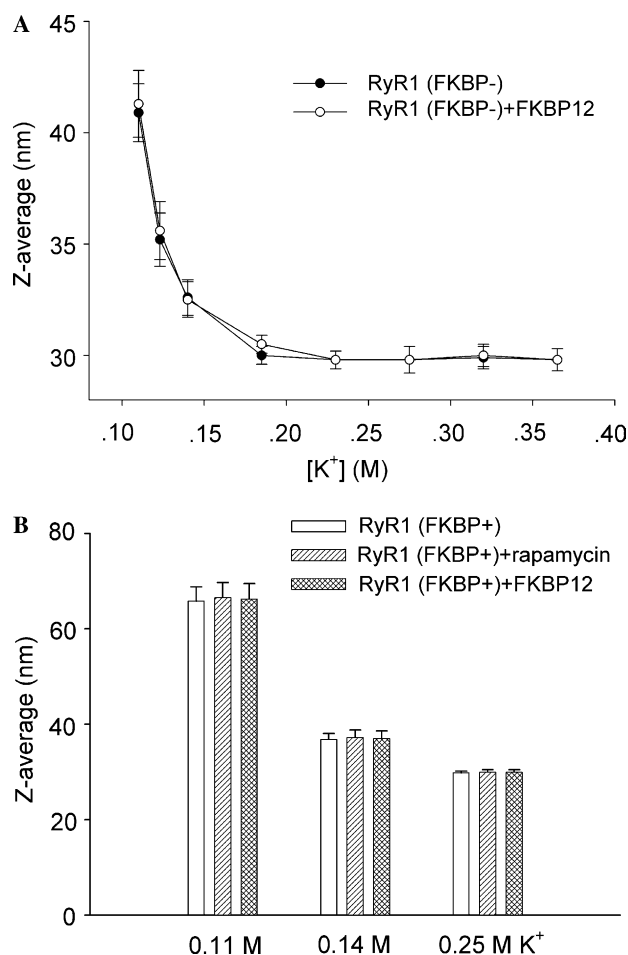 A
45
40
35
30
Z-average (nm)
RyR1 (FKBP-)
RyR1 (FKBP-)+FKBP12
.10 .15 .20 .25 .30 .35 .40
[K⁺] (M)
B
80
60
40
20
0
Z-average (nm)
RyR1 (FKBP+)
RyR1 (FKBP+)+rapamycin
RyR1 (FKBP+)+FKBP12
0.11 M 0.14 M 0.25 M K⁺